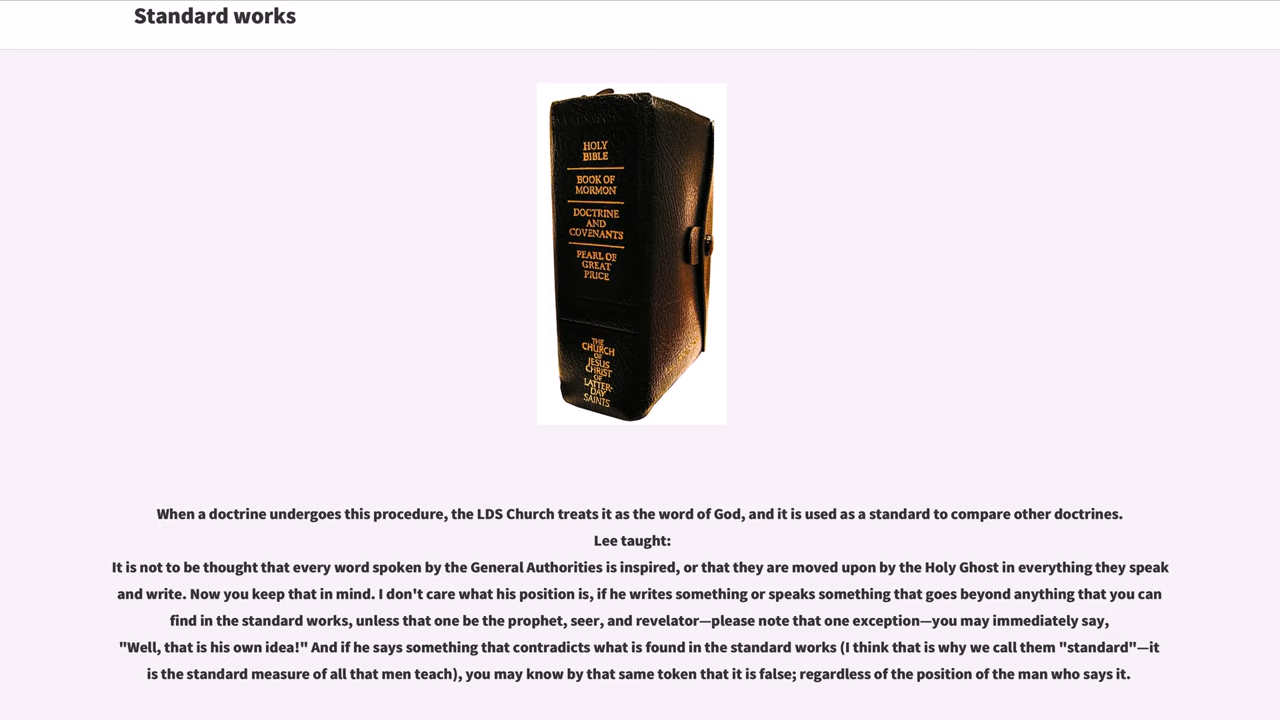 Standard works
HOLY
BIBLE
BOOK OF
MORMON
DOCTRINE
AND
COVENANTS
PEARL OF
GREAT
PRICE
THE
CHURCH
OF
JESUS
CHRIST
OF
LATTER-
DAY
SAINTS
When a doctrine undergoes this procedure, the LDS Church treats it as the word of God, and it is used as a standard to compare other doctrines.
Lee taught:
It is not to be thought that every word spoken by the General Authorities is inspired, or that they are moved upon by the Holy Ghost in everything they speak
and write. Now you keep that in mind. I don't care what his position is, if he writes something or speaks something that goes beyond anything that you can
find in the standard works, unless that one be the prophet, seer, and revelator—please note that one exception—you may immediately say,
"Well, that is his own idea!" And if he says something that contradicts what is found in the standard works (I think that is why we call them "standard"—it
is the standard measure of all that men teach), you may know by that same token that it is false; regardless of the position of the man who says it.